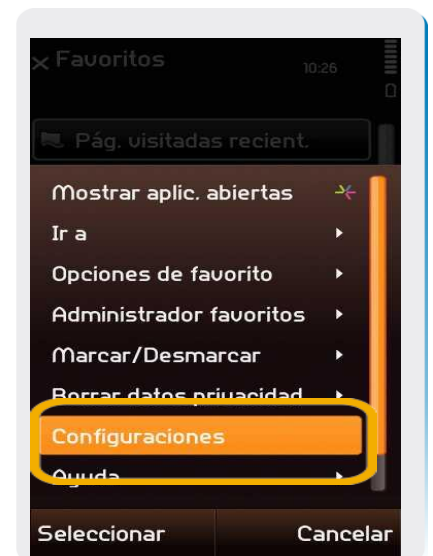 Favoritos
10:26
Pág. visitadas recient.
Mostrar aplic. abiertas
Ir a
Opciones de favorito
Administrador favoritos
Marcar/Desmarcar
Borrar datos privacidad
Configuraciones
Ayuda
Seleccionar Cancelar